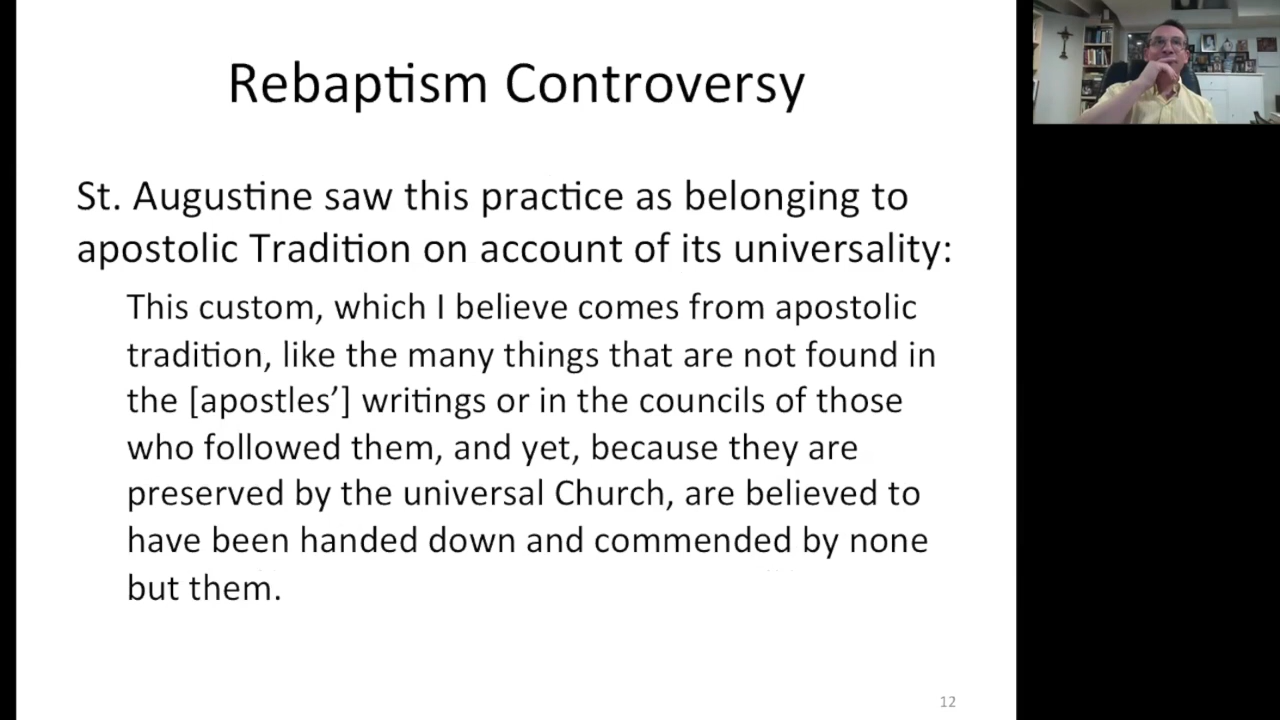 Rebaptism Controversy
St. Augustine saw this practice as belonging to
apostolic Tradition on account of its universality:
This custom, which I believe comes from apostolic
tradition, like the many things that are not found in
the [apostles’] writings or in the councils of those
who followed them, and yet, because they are
preserved by the universal Church, are believed to
have been handed down and commended by none
but them.
12